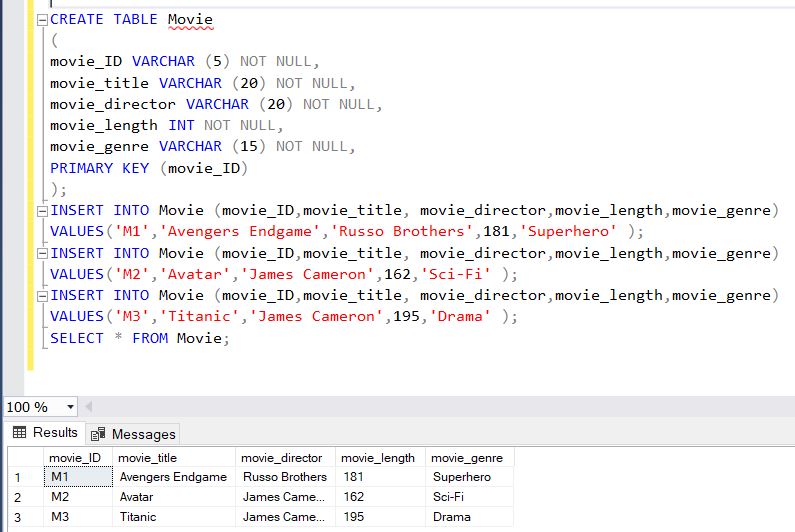 CREATE TABLE Movie
(
movie_ID VARCHAR (5) NOT NULL,
movie_title VARCHAR (20) NOT NULL,
movie_director VARCHAR (20) NOT NULL,
movie_length INT NOT NULL,
movie_genre VARCHAR (15) NOT NULL,
PRIMARY KEY (movie_ID)
);
INSERT INTO Movie (movie_ID,movie_title, movie_director,movie_length,movie_genre)
VALUES('M1','Avengers Endgame','Russo Brothers',181,'Superhero' );
INSERT INTO Movie (movie_ID,movie_title, movie_director,movie_length,movie_genre)
VALUES('M2','Avatar','James Cameron',162,'Sci-Fi' );
INSERT INTO Movie (movie_ID,movie_title, movie_director,movie_length,movie_genre)
VALUES('M3','Titanic','James Cameron',195,'Drama' );
SELECT * FROM Movie;
100 %
Results Messages
movie_ID movie_title movie_director movie_length movie_genre
1 M1 Avengers Endgame Russo Brothers 181 Superhero
2 M2 Avatar James Came... 162 Sci-Fi
3 M3 Titanic James Came... 195 Drama